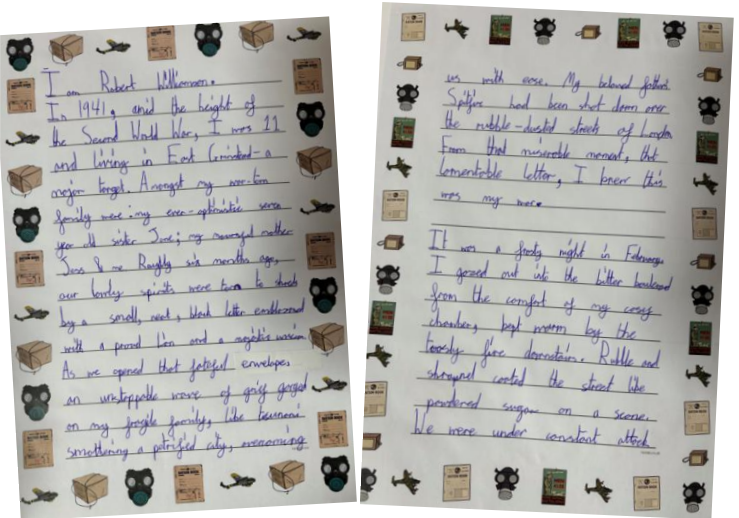 I am Robert Williamson.
In 1941, amid the height of
the Second World War, I was 11
and living in East Grinstead - a
major target. Amongst my war-torn
family were my ever-optimistic seven
year old sister June; my mournful mother
Joss & me Roughly six months ago,
our lovely spirits were torn to shreds
by a small, neat, black letter emblazoned
with a proud lion and a majestic unicorn.
As we opened that fateful envelope,
an unstoppable wave of grief gorged
on my fragile family, like tsunami
smothering a petrified city, overcoming
us with ease. My beloved father's
Spitfire had been shot down over
the rubble-dusted streets of London
From that miserable moment, that
lamentable letter, I knew this
was my war.
It was a frosty night in February
I gazed out into the bitter boulevard
from the comfort of my cosy
chamber, kept warm by the
toasty fire downstairs. Rubble and
shrapnel coated the street like
powdered sugar on a scone.
We were under constant attack